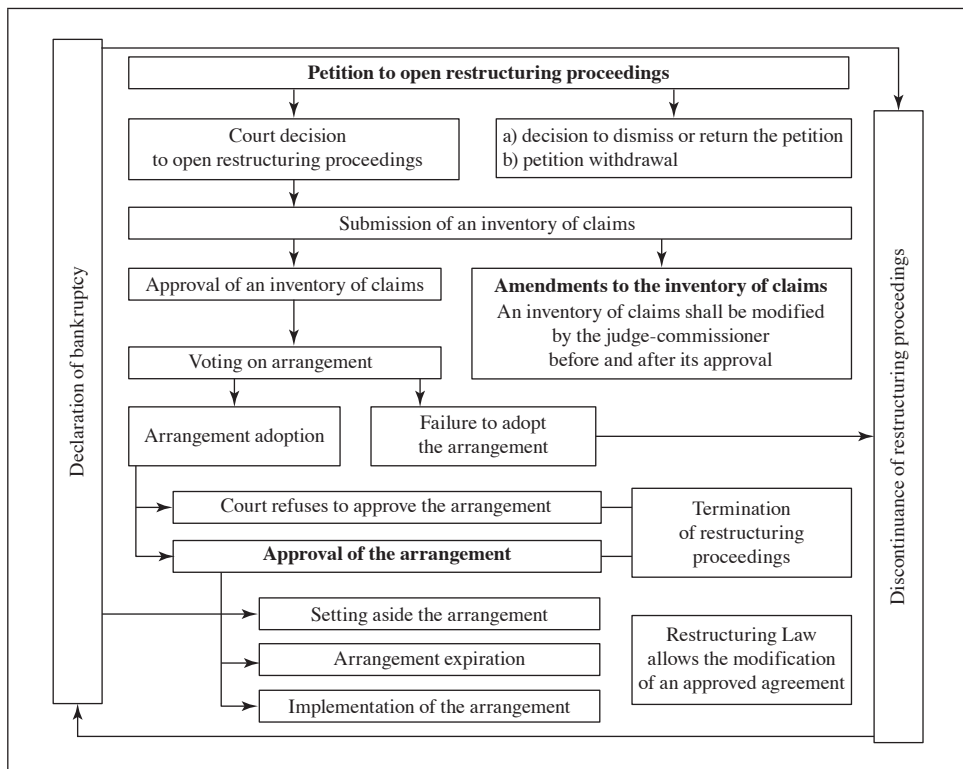 Declaration of bankruptcy
Petition to open restructuring proceedings
Court decision
to open restructuring proceedings
a) decision to dismiss or return the petition
b) petition withdrawal
Submission of an inventory of claims
Approval of an inventory of claims
Amendments to the inventory of claims
An inventory of claims shall be modified
by the judge-commissioner
before and after its approval
Voting on arrangement
Arrangement adoption
Failure to adopt
the arrangement
Court refuses to approve the arrangement
Approval of the arrangement
Termination
of restructuring
proceedings
Setting aside the arrangement
Arrangement expiration
Implementation of the arrangement
Restructuring Law
allows the modification
of an approved agreement
Discontinuance of restructuring proceedings